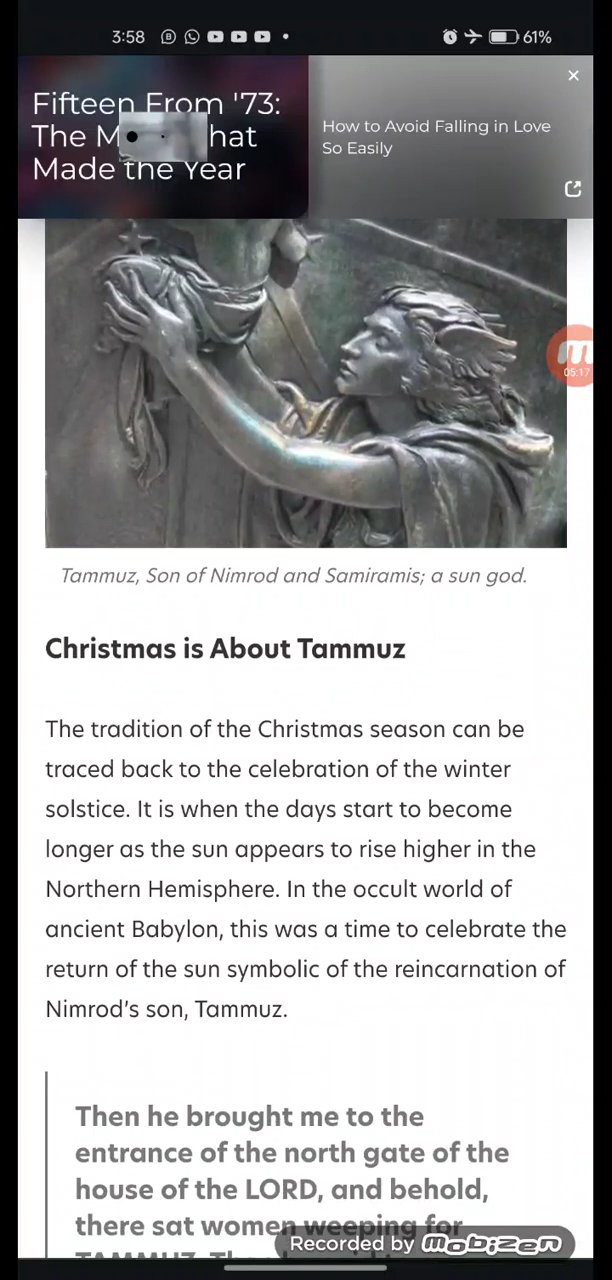 3:58 61%
Fifteen From '73:
The M hat
Made the Year
How to Avoid Falling in Love
So Easily
05:17
Tammuz, Son of Nimrod and Samiramis; a sun god.
Christmas is About Tammuz
The tradition of the Christmas season can be
traced back to the celebration of the winter
solstice. It is when the days start to become
longer as the sun appears to rise higher in the
Northern Hemisphere. In the occult world of
ancient Babylon, this was a time to celebrate the
return of the sun symbolic of the reincarnation of
Nimrod's son, Tammuz.
Then he brought me to the
entrance of the north gate of the
house of the LORD, and behold,
there sat women weeping for
TAMMUZ.
Recorded by mobizen